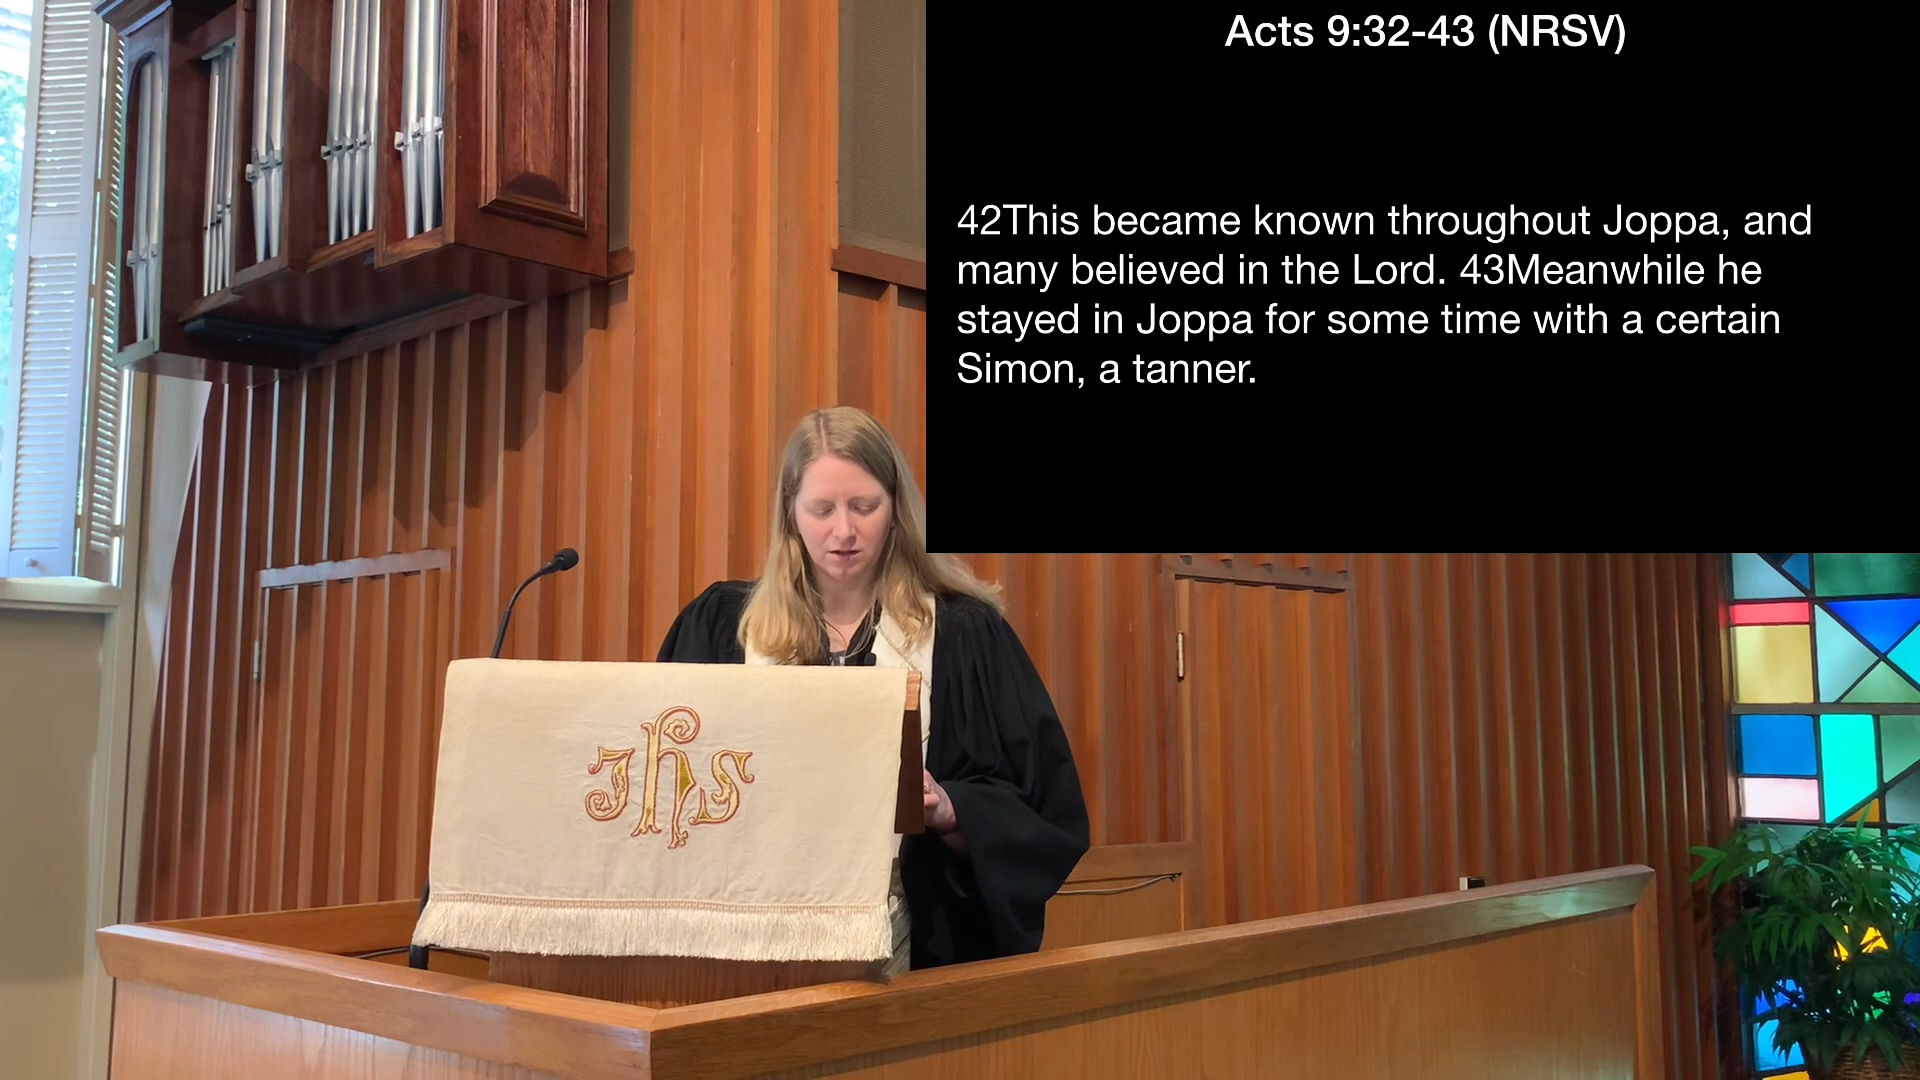 Acts 9:32-43 (NRSV)
42This became known throughout Joppa, and
many believed in the Lord. 43Meanwhile he
stayed in Joppa for some time with a certain
Simon, a tanner.
JhS